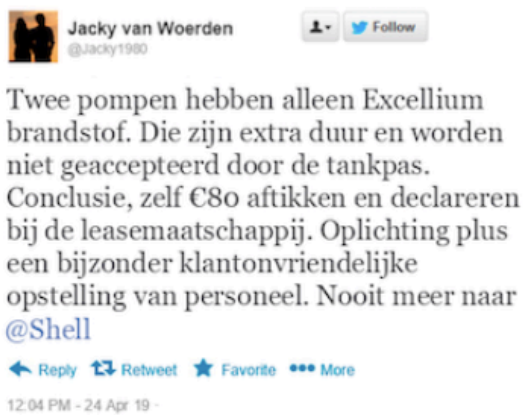 Jacky van Woerden
@Jacky1980
Follow
Twee pompen hebben alleen Excellium
brandstof. Die zijn extra duur en worden
niet geaccepteerd door de tankpas.
Conclusie, zelf €80 aftikken en declareren
bij de leasemaatschappij. Oplichting plus
een bijzonder klantonvriendelijke
opstelling van personeel. Nooit meer naar
@Shell
Reply Retweet Favorite More
12:04 PM - 24 Apr 19 -